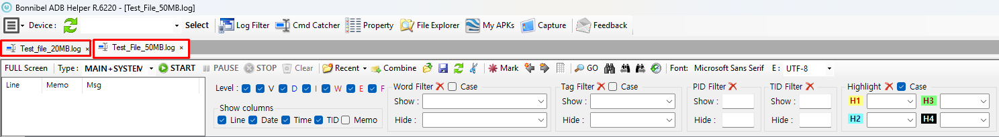 Bonnibel ADB Helper R.6220 - [Test_File_50MB.log]
Device : Select Log Filter Cmd Catcher Property File Explorer My APKs Capture Feedback
Test_file_20MB.log × Test_File_50MB.log ×
FULL Screen Type : MAIN+SYSTEM START PAUSE STOP Clear Recent Combine Mark GO Font: Microsoft Sans Serif E : UTF-8
Line Memo Msg
Level : V D I W E F
Show columns
Line Date Time TID Memo
Word Filter Case
Show :
Hide :
Tag Filter Case
Show :
Hide :
PID Filter
Show :
Hide :
TID Filter
Show :
Hide :
Highlight Case
H1 H3
H2 H4